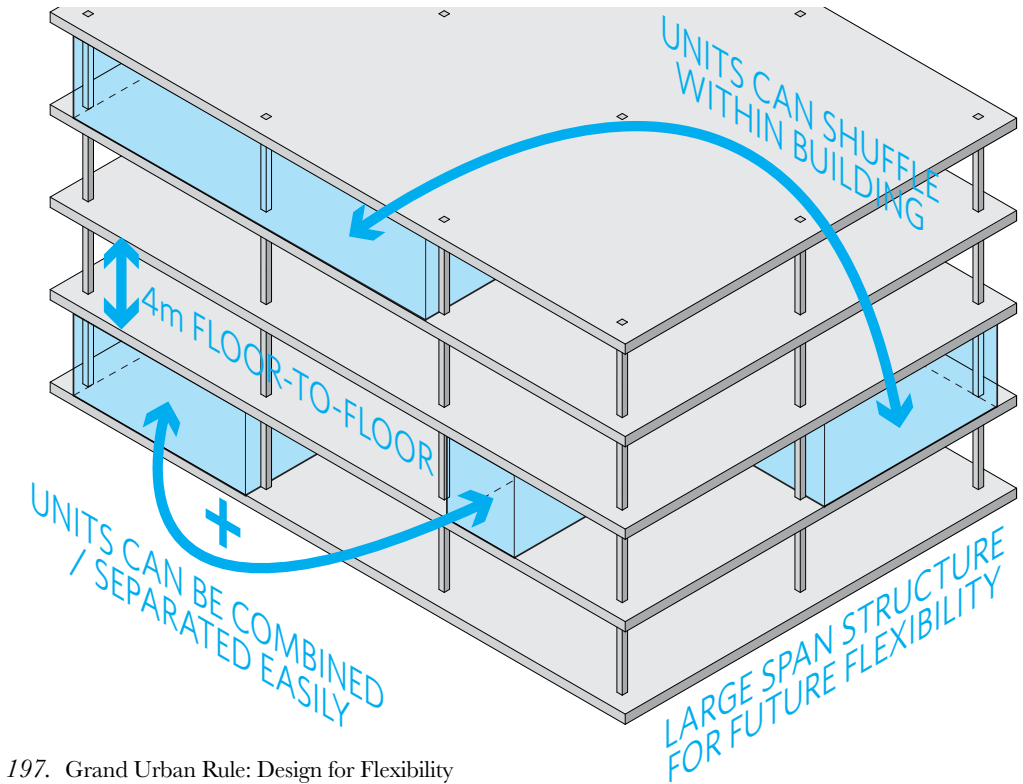 UNITS CAN SHUFFLE
WITHIN BUILDING
4m FLOOR-TO-FLOOR
+
UNITS CAN BE COMBINED
/ SEPARATED EASILY
LARGE SPAN STRUCTURE
FOR FUTURE FLEXIBILITY
197. Grand Urban Rule: Design for Flexibility